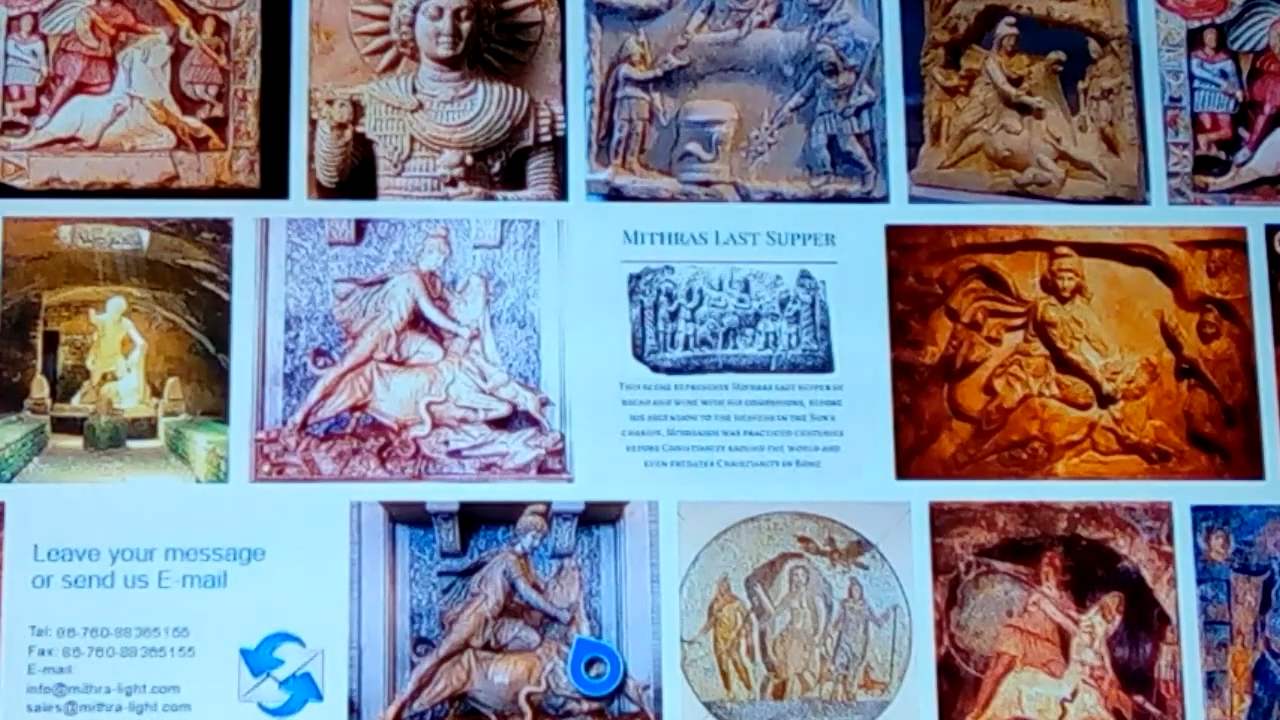 MITHRAS LAST SUPPER
THIS SCENE REPRESENTS MITHRAS LAST SUPPER OF
BREAD AND WINE WITH HIS COMPANIONS, BEFORE
HIS ASCENSION TO THE HEAVENS IN THE SUN'S
CHARIOT. MITHRAISM WAS PRACTICED CENTURIES
BEFORE CHRISTIANITY AROUND THE WORLD AND
EVEN PREDATES CHRISTIANITY IN ROME
Leave your message
or send us E-mail
Tel: 86-760-88365155
Fax: 86-760-88365155
E-mail:
info@mithra-light.com
sales@mithra-light.com